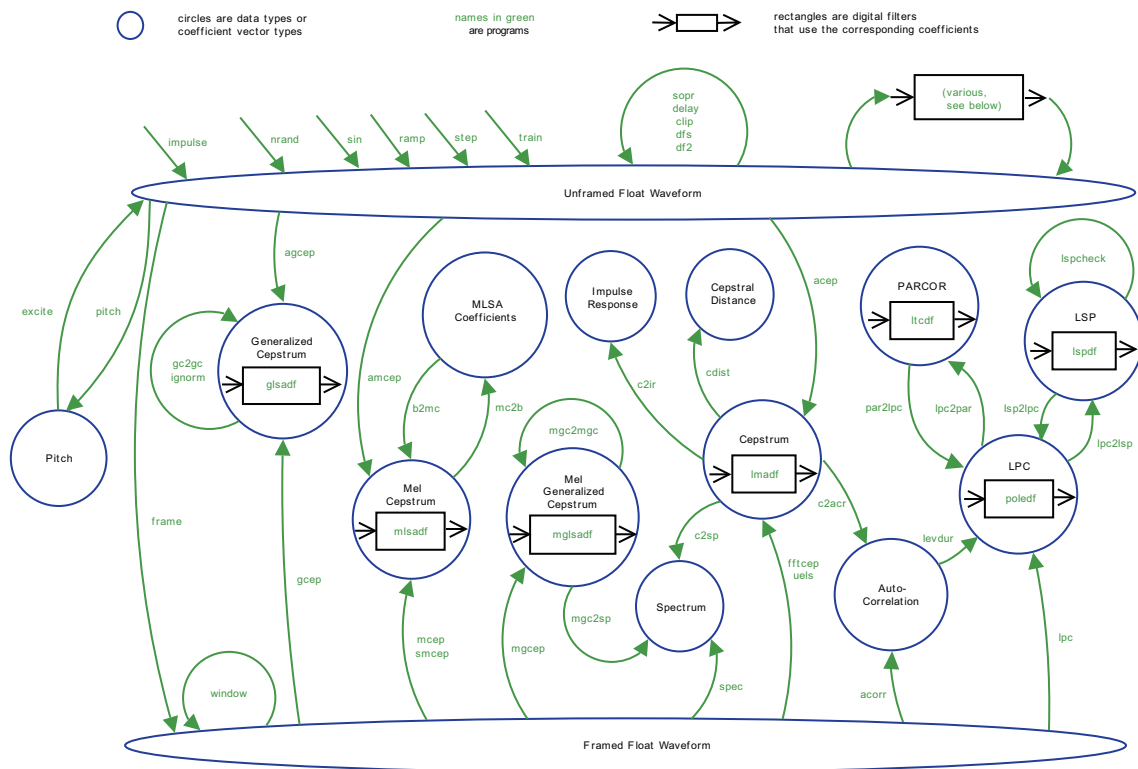 circles are data types or
coefficient vector types
names in green
are programs
rectangles are digital filters
that use the corresponding coefficients
sopr
delay
clip
dfs
df2
(various,
see below)
impulse
nrand
sin
ramp
step
train
Unframed Float Waveform
excite
pitch
agcep
gc2gc
ignorm
Generalized
Cepstrum
glsadf
amcep
MLSA
Coefficients
b2mc
mc2b
Impulse
Response
Cepstral
Distance
c2ir
cdist
acep
PARCOR
ltcdf
lspcheck
LSP
lspdf
par2lpc
lpc2par
lsp2lpc
lpc2lsp
Pitch
frame
Mel
Cepstrum
mlsadf
mgc2mgc
Mel
Generalized
Cepstrum
mglsadf
Cepstrum
lmadf
c2acr
LPC
poledf
c2sp
levdur
fftcep
uels
gcep
Auto-
Correlation
Spectrum
mgc2sp
mcep
smcep
mgcep
lpc
window
spec
acorr
Framed Float Waveform